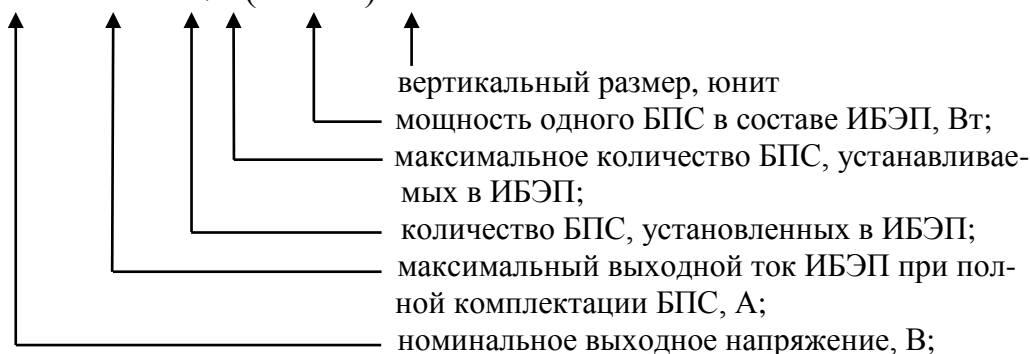 вертикальный размер, юнит
мощность одного БПС в составе ИБЭП, Вт;
максимальное количество БПС, устанавливае-
мых в ИБЭП;
количество БПС, установленных в ИБЭП;
максимальный выходной ток ИБЭП при пол-
ной комплектации БПС, А;
номинальное выходное напряжение, В;